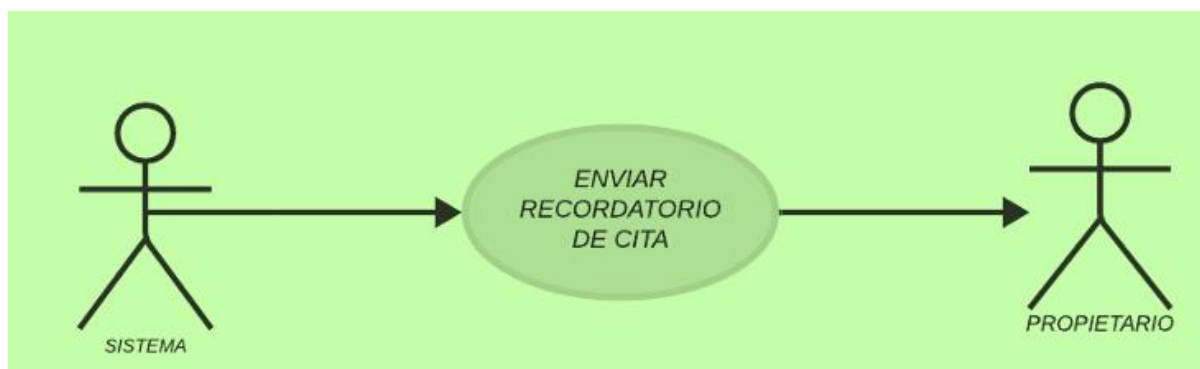 ENVIAR
RECORDATORIO
DE CITA
SISTEMA
PROPIETARIO